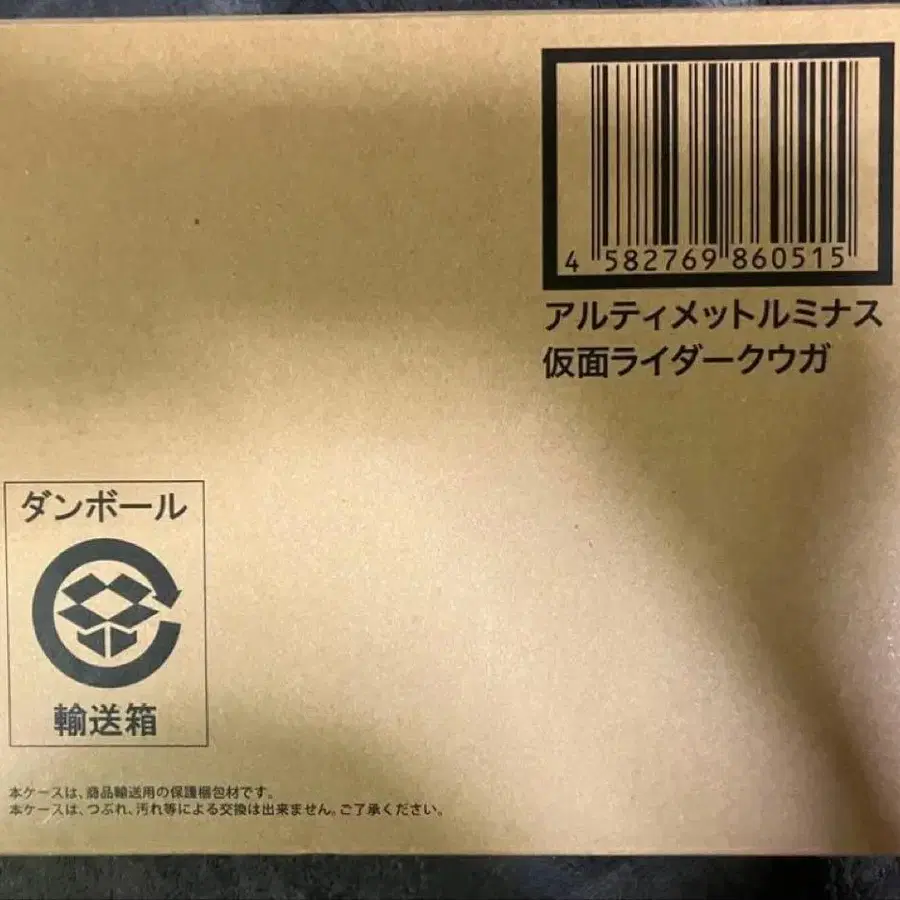 4 582769 860515
アルティメットルミナス
仮面ライダークウガ
ダンボール
輸送箱
本ケースは、商品輸送用の保護梱包材です。
本ケースは、つぶれ、汚れ等による交換は出来ません。ご了承ください。